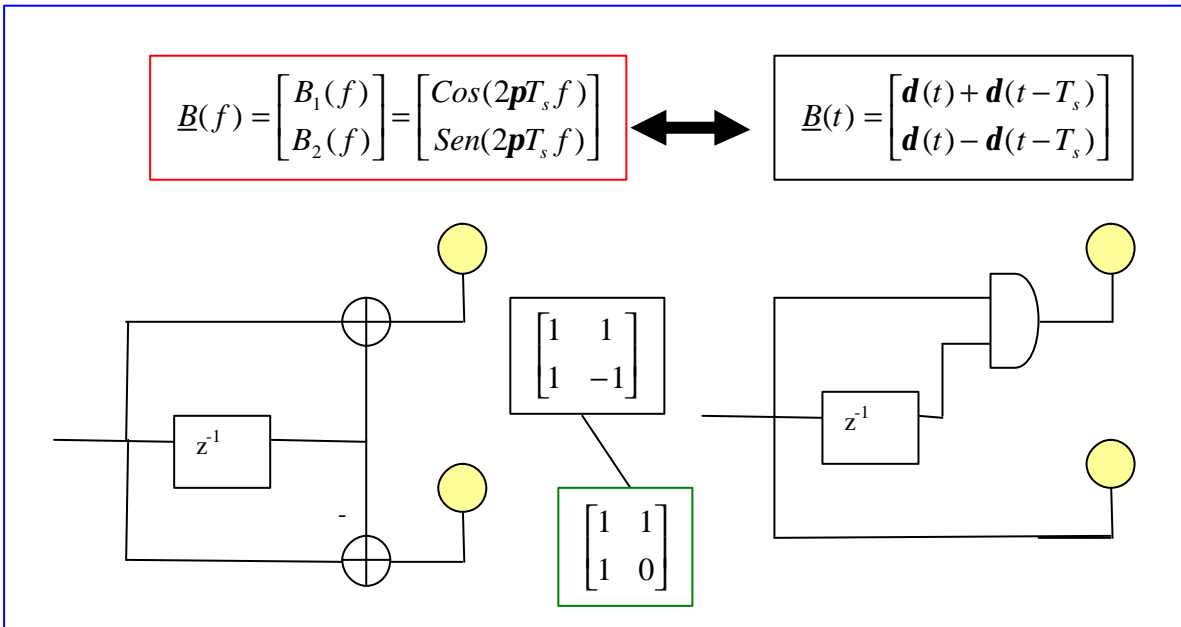 B(f) = [B₁(f) B₂(f)] = [Cos(2pTₛf) Sen(2pTₛf)]
B(t) = [d(t) + d(t − Tₛ) d(t) − d(t − Tₛ)]
z⁻¹
-
1 1
1 −1
1 1
1 0
z⁻¹